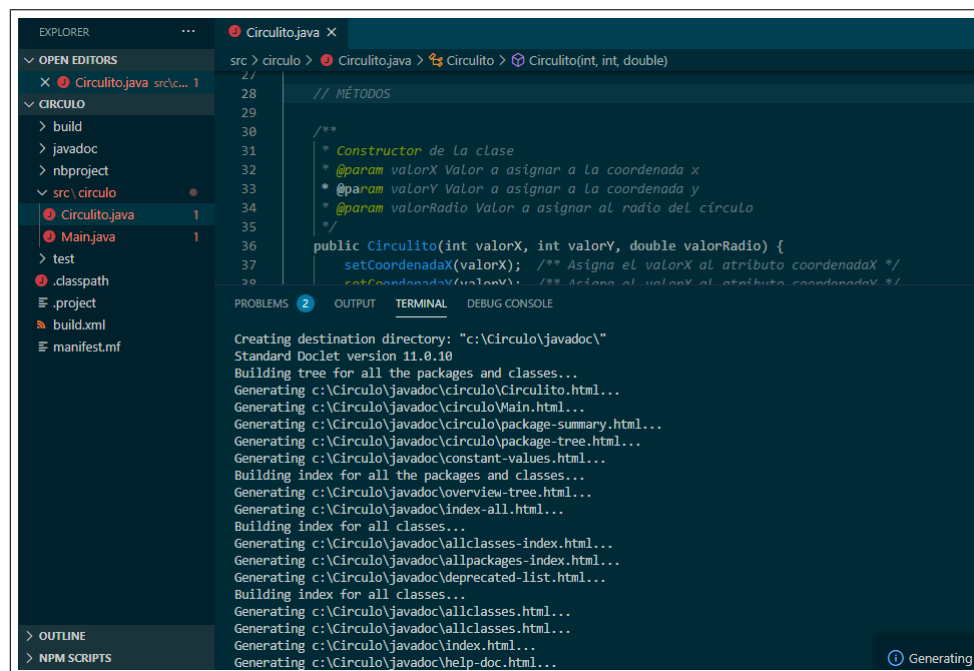 EXPLORER ...
OPEN EDITORS
Circulito.java src\c... 1
CIRCULO
build
javadoc
nbproject
src\circulo
Circulito.java 1
Main.java 1
test
.classpath
.project
build.xml
manifest.mf
OUTLINE
NPM SCRIPTS
Circulito.java
src > circulo > Circulito.java > Circulito > Circulito(int, int, double)
27
28 // MÉTODOS
29
30 /**
31 * Constructor de la clase
32 * @param valorX Valor a asignar a la coordenada x
33 * @param valorY Valor a asignar a la coordenada y
34 * @param valorRadio Valor a asignar al radio del círculo
35 */
36 public Circulito(int valorX, int valorY, double valorRadio) {
37 setCoordenadaX(valorX); /** Asigna el valorX al atributo coordenadaX */
38 setCoordenadaY(valorY); /** Asigna el valorX al atributo coordenadaY */
PROBLEMS 2 OUTPUT TERMINAL DEBUG CONSOLE
Creating destination directory: "c:\Circulo\javadoc\"
Standard Doclet version 11.0.10
Building tree for all the packages and classes...
Generating c:\Circulo\javadoc\circulo\Circulito.html...
Generating c:\Circulo\javadoc\circulo\Main.html...
Generating c:\Circulo\javadoc\circulo\package-summary.html...
Generating c:\Circulo\javadoc\circulo\package-tree.html...
Generating c:\Circulo\javadoc\constant-values.html...
Building index for all the packages and classes...
Generating c:\Circulo\javadoc\overview-tree.html...
Generating c:\Circulo\javadoc\index-all.html...
Building index for all classes...
Generating c:\Circulo\javadoc\allclasses-index.html...
Generating c:\Circulo\javadoc\allpackages-index.html...
Generating c:\Circulo\javadoc\deprecated-list.html...
Building index for all classes...
Generating c:\Circulo\javadoc\allclasses.html...
Generating c:\Circulo\javadoc\allclasses.html...
Generating c:\Circulo\javadoc\index.html...
Generating c:\Circulo\javadoc\help-doc.html...
Generating